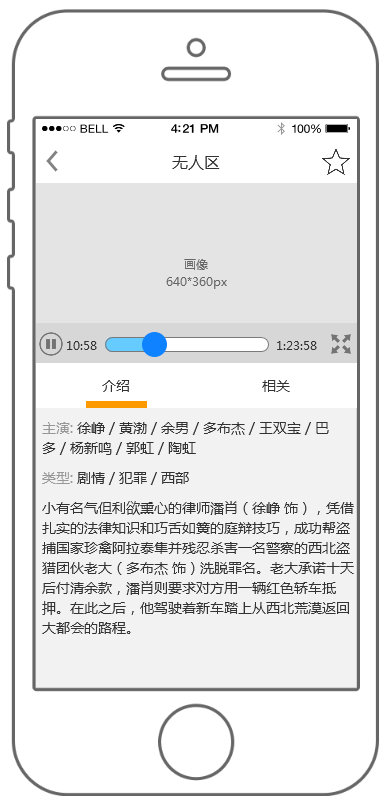 BELL 4:21 PM 100%
无人区
画像
640*360px
10:58 1:23:58
介绍 相关
主演: 徐峥 / 黄渤 / 余男 / 多布杰 / 王双宝 / 巴
多 / 杨新鸣 / 郭虹 / 陶虹
类型: 剧情 / 犯罪 / 西部
小有名气但利欲熏心的律师潘肖（徐峥 饰），凭借
扎实的法律知识和巧舌如簧的庭辩技巧，成功帮盗
捕国家珍禽阿拉泰隼并残忍杀害一名警察的西北盗
猎团伙老大（多布杰 饰）洗脱罪名。老大承诺十天
后付清余款，潘肖则要求对方用一辆红色轿车抵
押。在此之后，他驾驶着新车踏上从西北荒漠返回
大都会的路程。